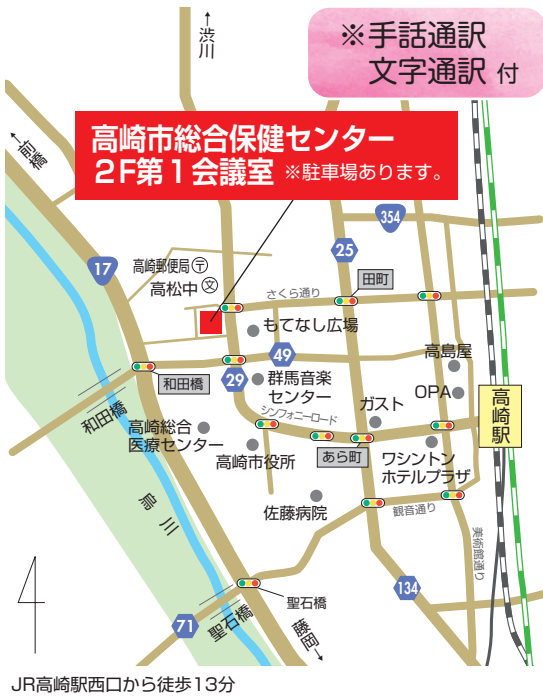 ※手話通訳
文字通訳 付
↑
渋川
高崎市総合保健センター
2F第1会議室 ※駐車場あります。
↑
前橋
354
17
25
高崎郵便局〒
高松中 文
田町
さくら通り
もてなし広場
49
高島屋
和田橋
29
群馬音楽
センター
OPA
高崎駅
和田橋
ガスト
シンフォニーロード
高崎総合
医療センター
高崎市役所
あら町
ワシントン
ホテルプラザ
佐藤病院
観音通り
烏川
美術館通り
134
聖石橋
71
聖石橋
藤岡
↓
4
JR高崎駅西口から徒歩13分